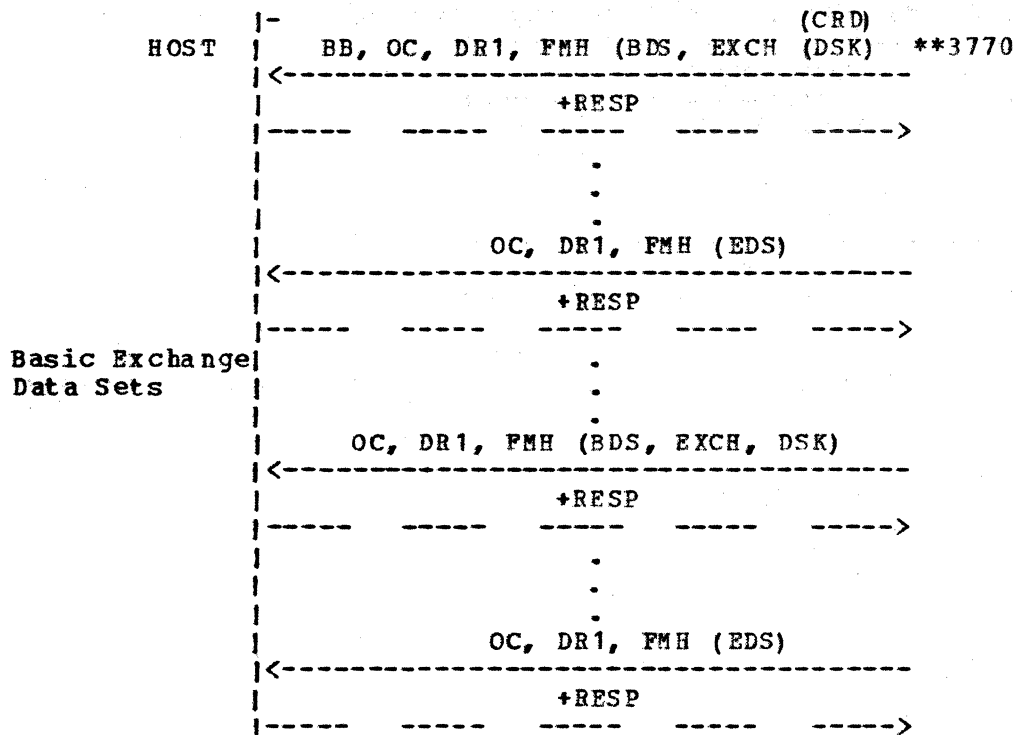 (CRD)
HOST BB, OC, DR1, FMH (BDS, EXCH (DSK) **3770
+RESP
OC, DR1, FMH (EDS)
+RESP
Basic Exchange
Data Sets
OC, DR1, FMH (BDS, EXCH, DSK)
+RESP
OC, DR1, FMH (EDS)
+RESP